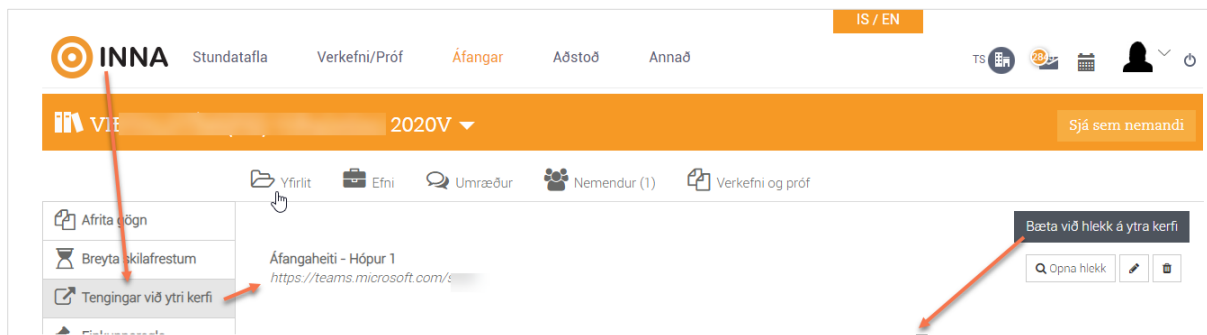 IS / EN
INNA Stundatafla Verkefni/Próf Áfangar Aðstoð Annað TS 28
2020V Sjá sem nemandi
Yfirlit Efni Umræður Nemendur (1) Verkefni og próf
Afrita gögn
Bæta við hlekk á ytra kerfi
Breyta skilafrestum
Áfangaheiti - Hópur 1
Opna hlekk
https://teams.microsoft.com/
Tengingar við ytri kerfi